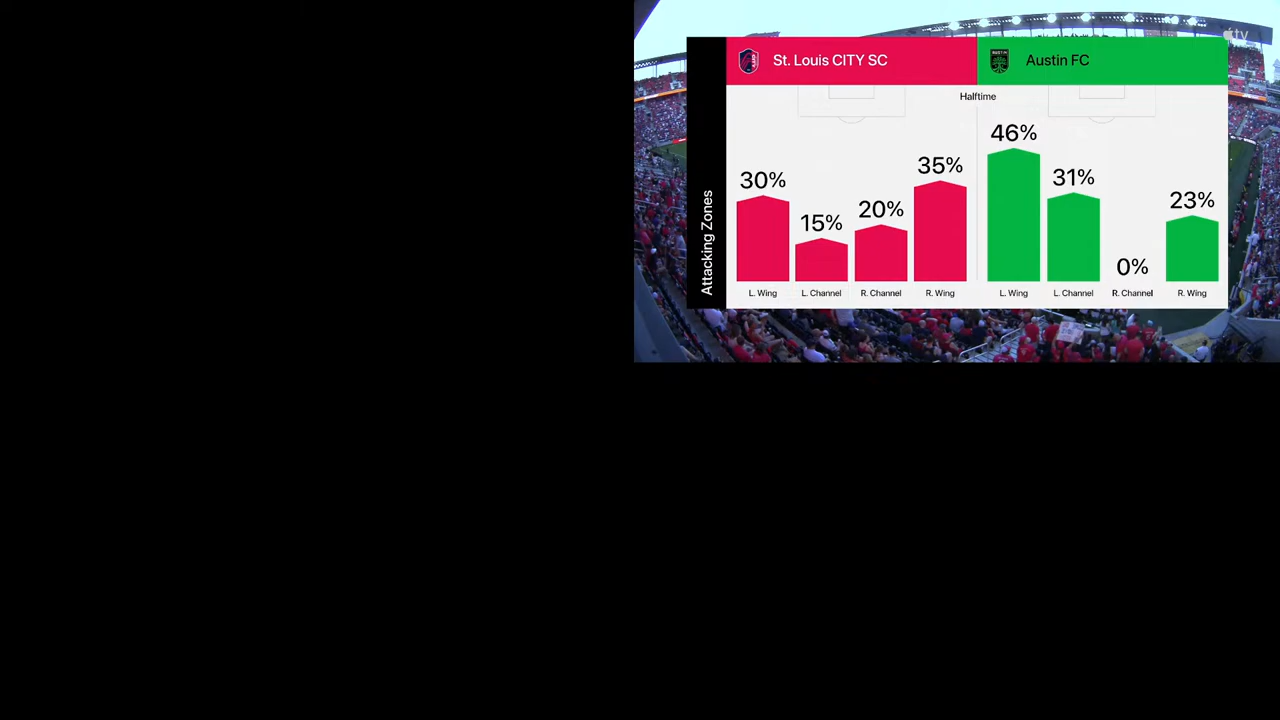 tv
St. Louis CITY SC
Austin FC
Halftime
Attacking Zones
30%
15%
20%
35%
46%
31%
0%
23%
L. Wing
L. Channel
R. Channel
R. Wing
L. Wing
L. Channel
R. Channel
R. Wing